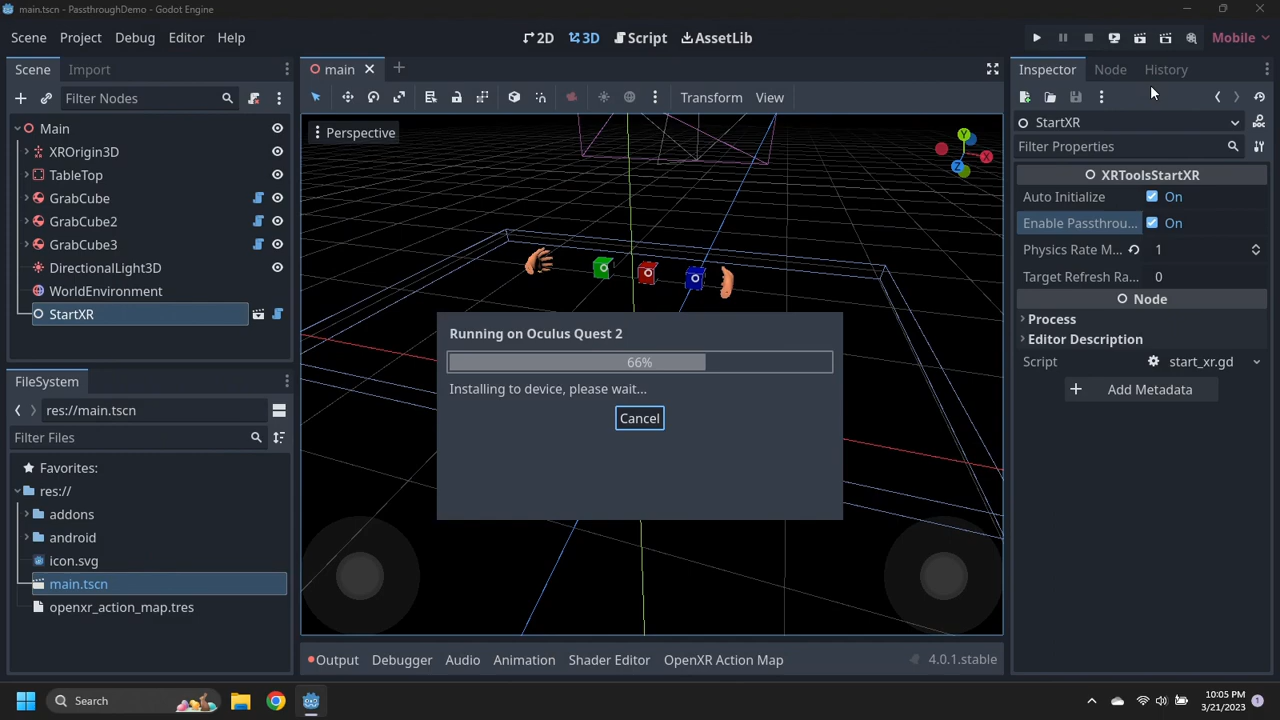 main.tscn - PassthroughDemo - Godot Engine
Scene Project Debug Editor Help
2D 3D Script AssetLib
Mobile
Scene Import
Filter Nodes
Main
XROrigin3D
TableTop
GrabCube
GrabCube2
GrabCube3
DirectionalLight3D
WorldEnvironment
StartXR
FileSystem
res://main.tscn
Filter Files
Favorites:
res://
addons
android
icon.svg
main.tscn
openxr_action_map.tres
main
Transform View
Perspective
Y
X
Z
Running on Oculus Quest 2
66%
Installing to device, please wait...
Cancel
Output Debugger Audio Animation Shader Editor OpenXR Action Map 4.0.1.stable
Inspector Node History
StartXR
Filter Properties
XRToolsStartXR
Auto Initialize On
Enable Passthrou... On
Physics Rate M... 1
Target Refresh Ra... 0
Node
Process
Editor Description
Script start_xr.gd
Add Metadata
Search
10:05 PM
3/21/2023
1